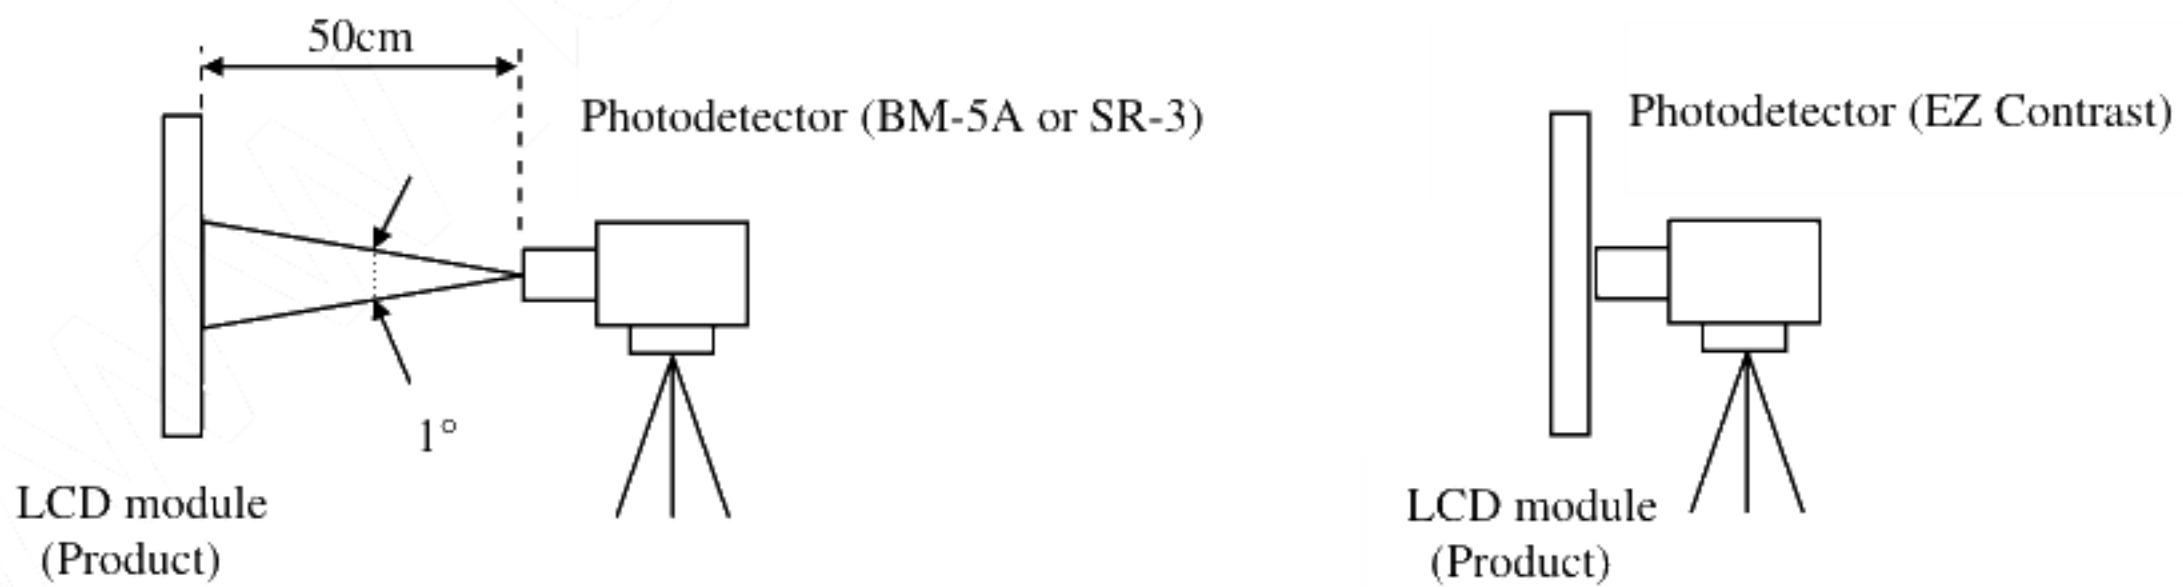 50cm
Photodetector (BM-5A or SR-3)
1°
LCD module
(Product)
Photodetector (EZ Contrast)
LCD module
(Product)